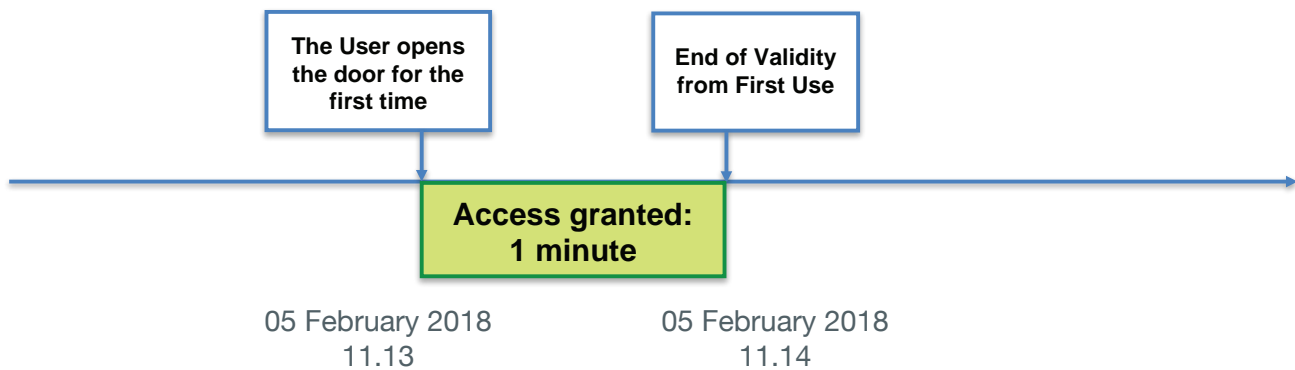 The User opens
the door for the
first time
End of Validity
from First Use
Access granted:
1 minute
05 February 2018
11.13
05 February 2018
11.14